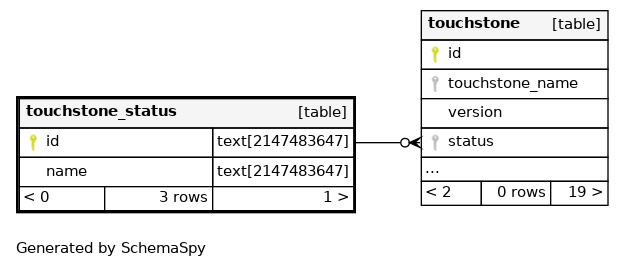 touchstone [table]
id
touchstone_name
version
status
...
< 2 0 rows 19 >
touchstone_status [table]
id text[2147483647]
name text[2147483647]
< 0 3 rows 1 >
Generated by SchemaSpy